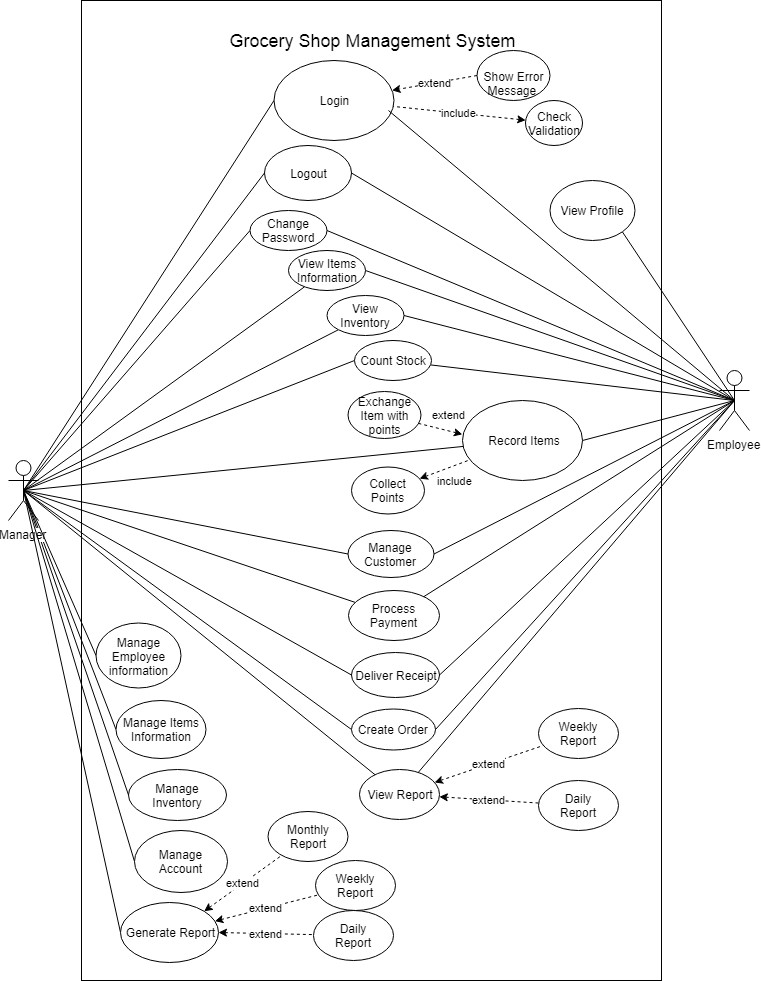 Grocery Shop Management System
Login
extend
Show Error
Message
include
Check
Validation
Logout
View Profile
Change
Password
View Items
Information
View
Inventory
Count Stock
Exchange
Item with
points
extend
Record Items
Employee
Collect
Points
include
Manager
Manage
Customer
Process
Payment
Manage
Employee
information
Deliver Receipt
Manage Items
Information
Create Order
Weekly
Report
extend
View Report
extend
Daily
Report
Manage
Inventory
Monthly
Report
Manage
Account
extend
Weekly
Report
extend
Generate Report
extend
Daily
Report